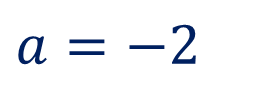 a = −2